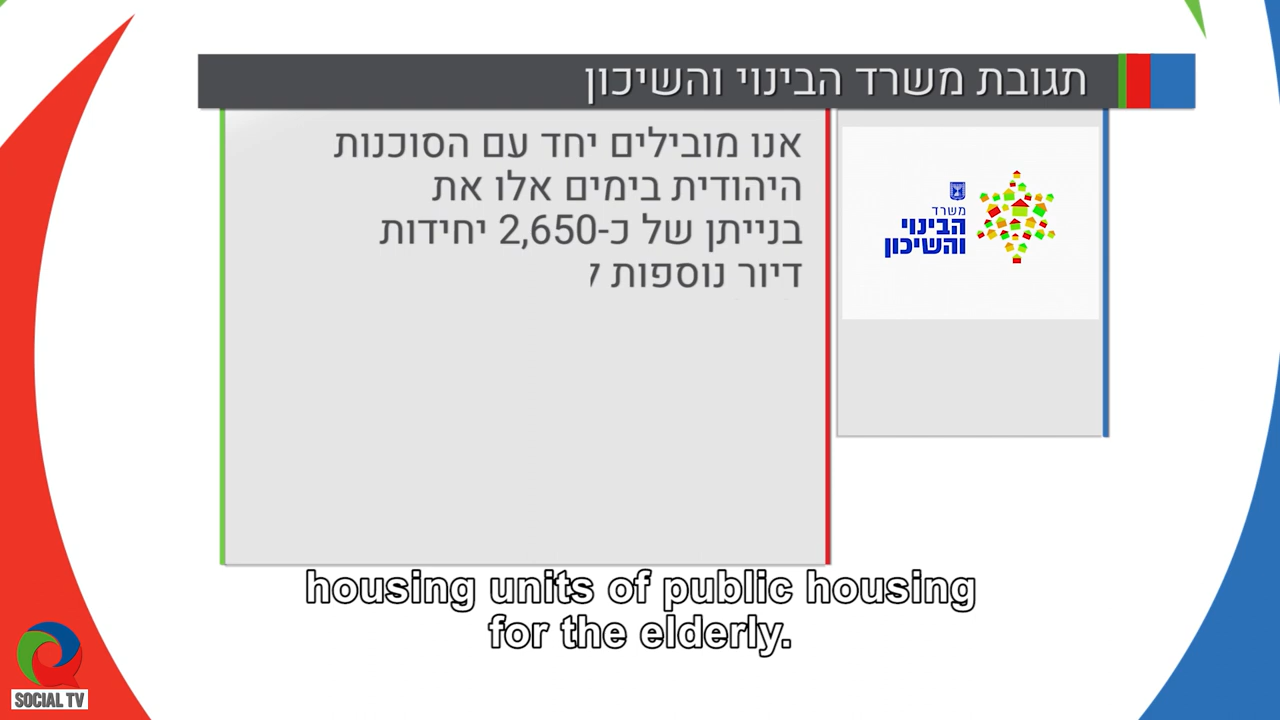 תגובת משרד הבינוי והשיכון
אנו מובילים יחד עם הסוכנות
היהודית בימים אלו את
בנייתן של כ-2,650 יחידות
דיור נוספות
משרד
הבינוי
והשיכון
housing units of public housing
for the elderly.
SOCIAL TV